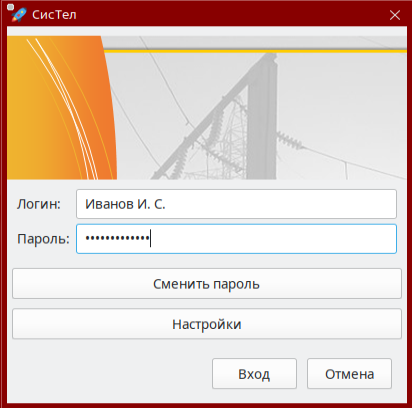 СисТел
Логин: Иванов И. С.
Пароль: •••••••••••••
Сменить пароль
Настройки
Вход Отмена